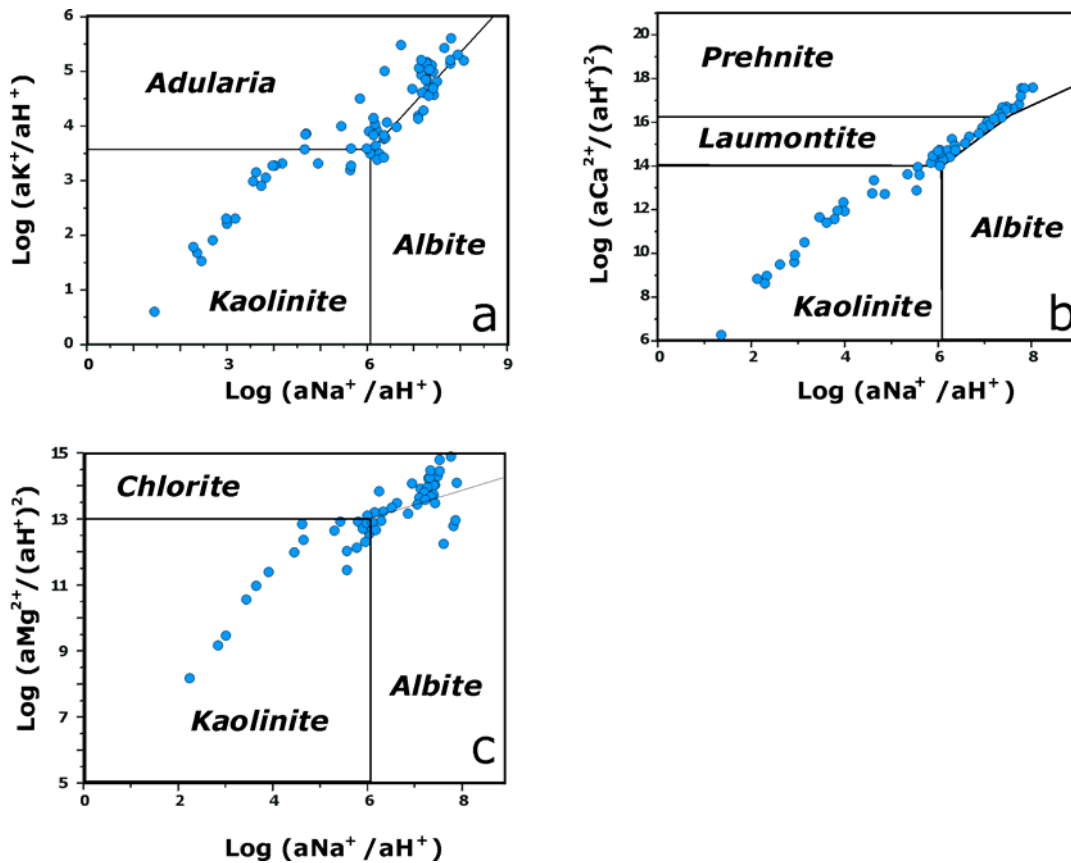 6
5
4
3
2
1
0
Log (aK⁺/aH⁺)
Adularia
Albite
Kaolinite
a
0 3 6 9
Log (aNa⁺/aH⁺)
20
18
16
14
12
10
8
6
Log (aCa²⁺/(aH⁺)²)
Prehnite
Laumontite
Albite
Kaolinite
b
0 2 4 6 8
Log (aNa⁺/aH⁺)
15
13
11
9
7
5
Log (aMg²⁺/(aH⁺)²)
Chlorite
Albite
Kaolinite
c
0 2 4 6 8
Log (aNa⁺/aH⁺)